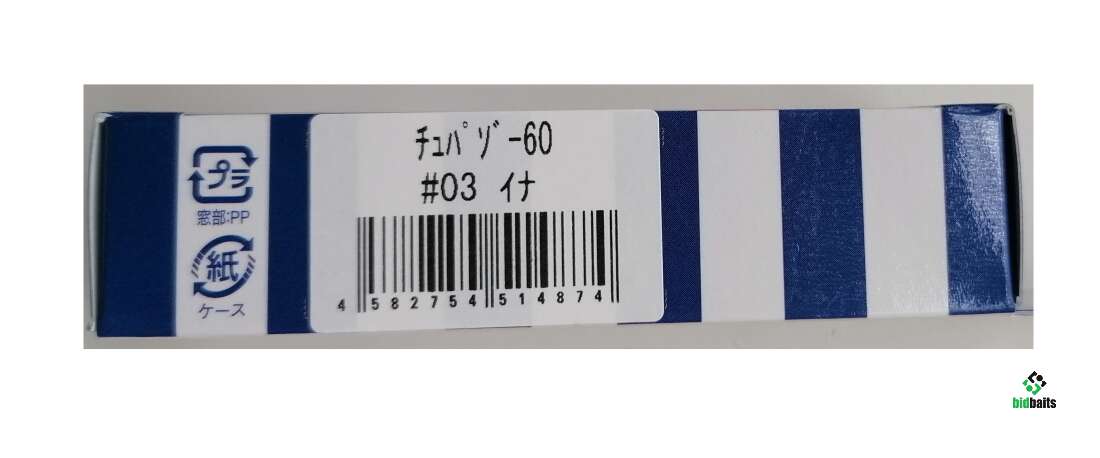 プラ
窓部:PP
紙
ケース
ﾁｭﾊﾟｿﾞｰ60
#03 ｲﾅ
4 582754 514874
bidbaits